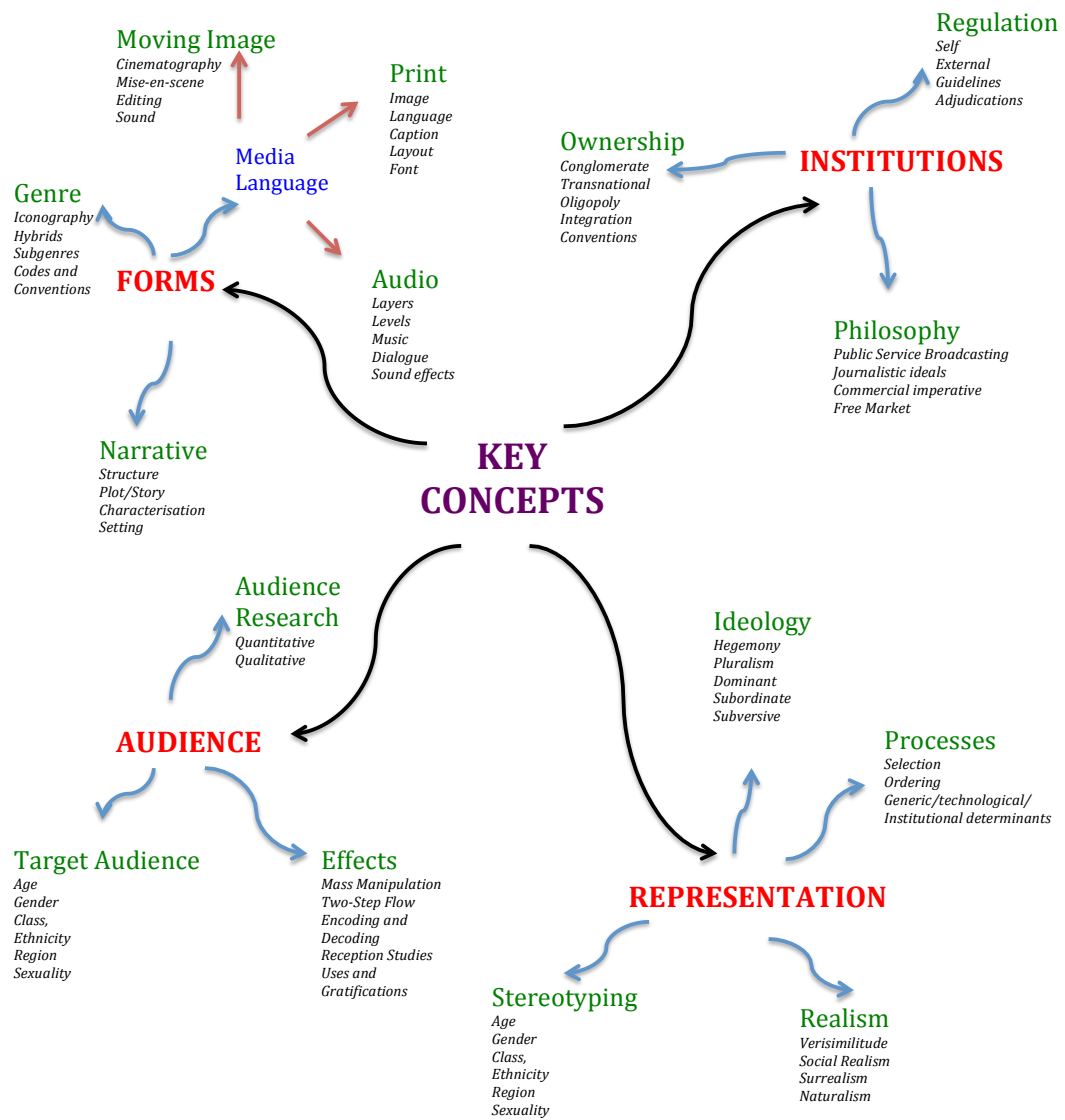 Moving Image
Cinematography
Mise-en-scene
Editing
Sound
Print
Image
Language
Caption
Layout
Font
Media
Language
Genre
Iconography
Hybrids
Subgenres
Codes and
Conventions
FORMS
Audio
Layers
Levels
Music
Dialogue
Sound effects
Narrative
Structure
Plot/Story
Characterisation
Setting
Regulation
Self
External
Guidelines
Adjudications
Ownership
Conglomerate
Transnational
Oligopoly
Integration
Conventions
INSTITUTIONS
Philosophy
Public Service Broadcasting
Journalistic ideals
Commercial imperative
Free Market
KEY
CONCEPTS
Audience
Research
Quantitative
Qualitative
AUDIENCE
Target Audience
Age
Gender
Class,
Ethnicity
Region
Sexuality
Effects
Mass Manipulation
Two-Step Flow
Encoding and
Decoding
Reception Studies
Uses and
Gratifications
Ideology
Hegemony
Pluralism
Dominant
Subordinate
Subversive
Processes
Selection
Ordering
Generic/technological/
Institutional determinants
REPRESENTATION
Stereotyping
Age
Gender
Class,
Ethnicity
Region
Sexuality
Realism
Verisimilitude
Social Realism
Surrealism
Naturalism